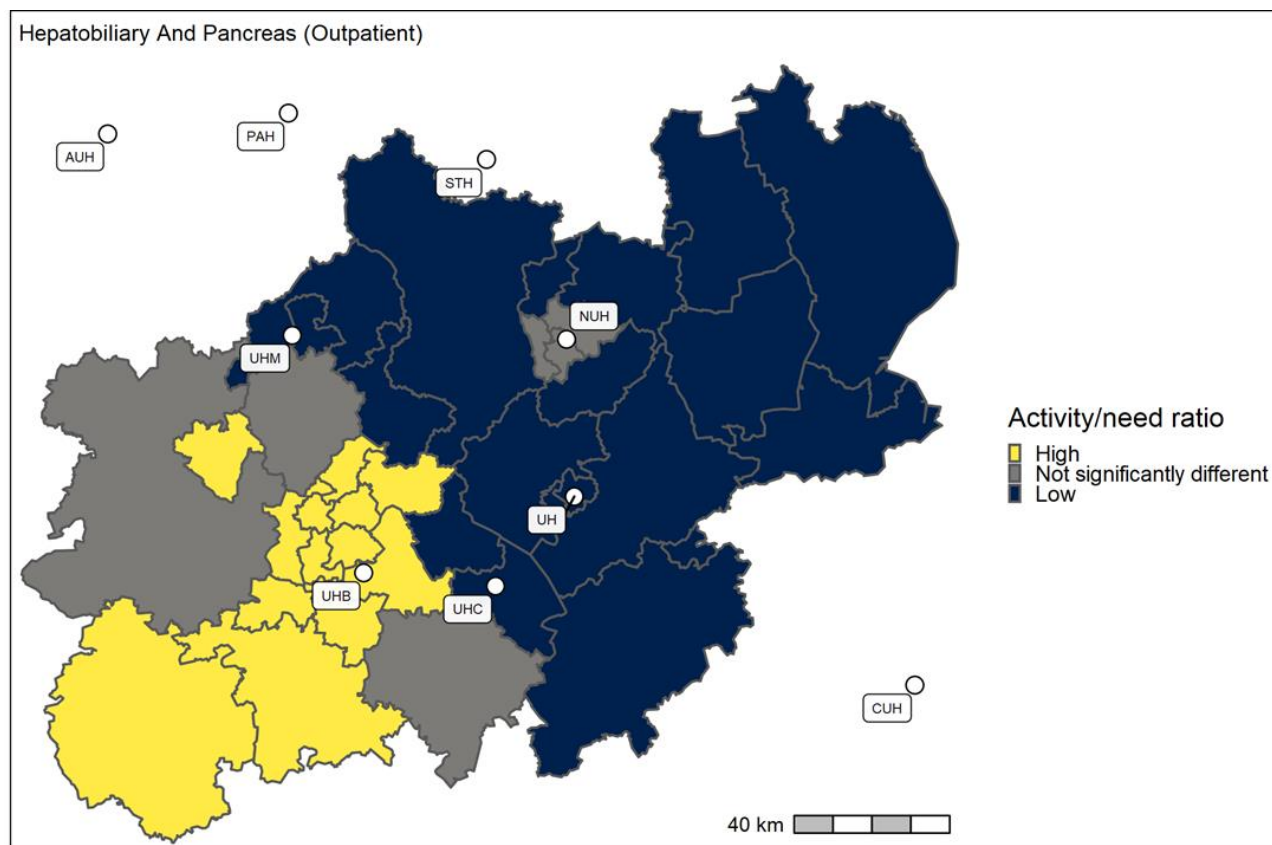 Hepatobiliary And Pancreas (Outpatient)
PAH
AUH
STH
NUH
UHM
Activity/need ratio
High
Not significantly different
Low
UH
UHB
UHC
CUH
40 km